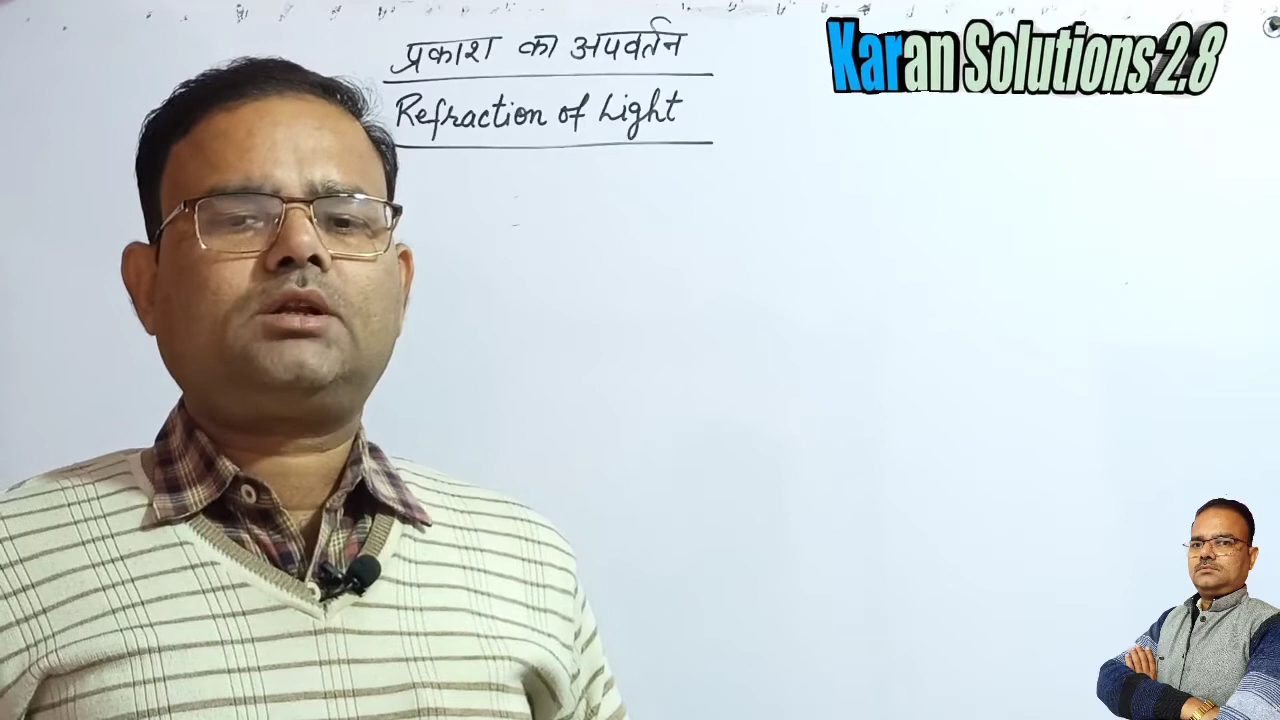 प्रकाश का अपवर्तन
Karan Solutions 2.8
Refraction of Light